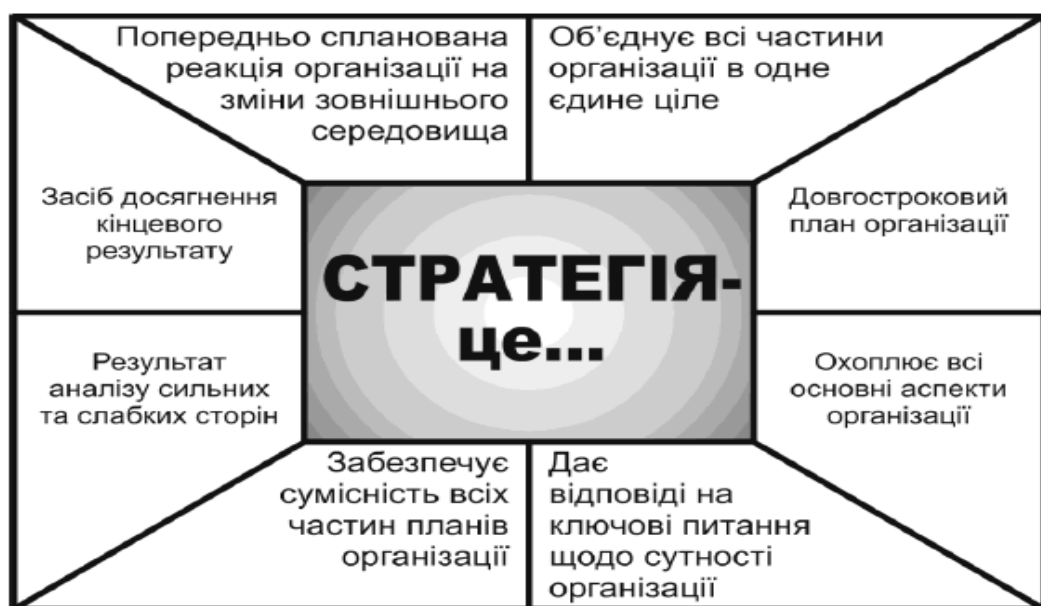 Попередньо спланована
реакція організації на
зміни зовнішнього
середовища
Об’єднує всі частини
організації в одне
єдине ціле
Засіб досягнення
кінцевого
результату
Довгостроковий
план організації
СТРАТЕГІЯ-
це...
Результат
аналізу сильних
та слабких сторін
Охоплює всі
основні аспекти
організації
Забезпечує
сумісність всіх
частин планів
організації
Дає
відповіді на
ключові питання
щодо сутності
організації